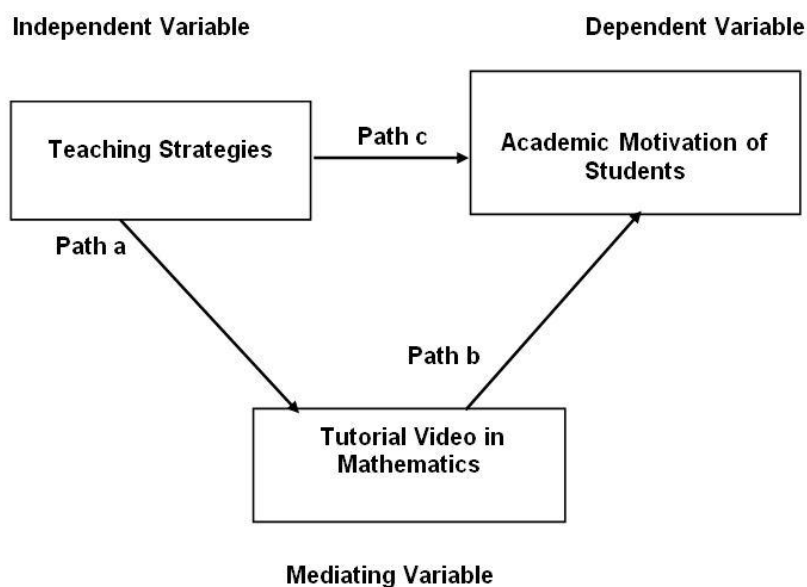 Independent Variable
Dependent Variable
Teaching Strategies
Path c
Academic Motivation of
Students
Path a
Path b
Tutorial Video in
Mathematics
Mediating Variable